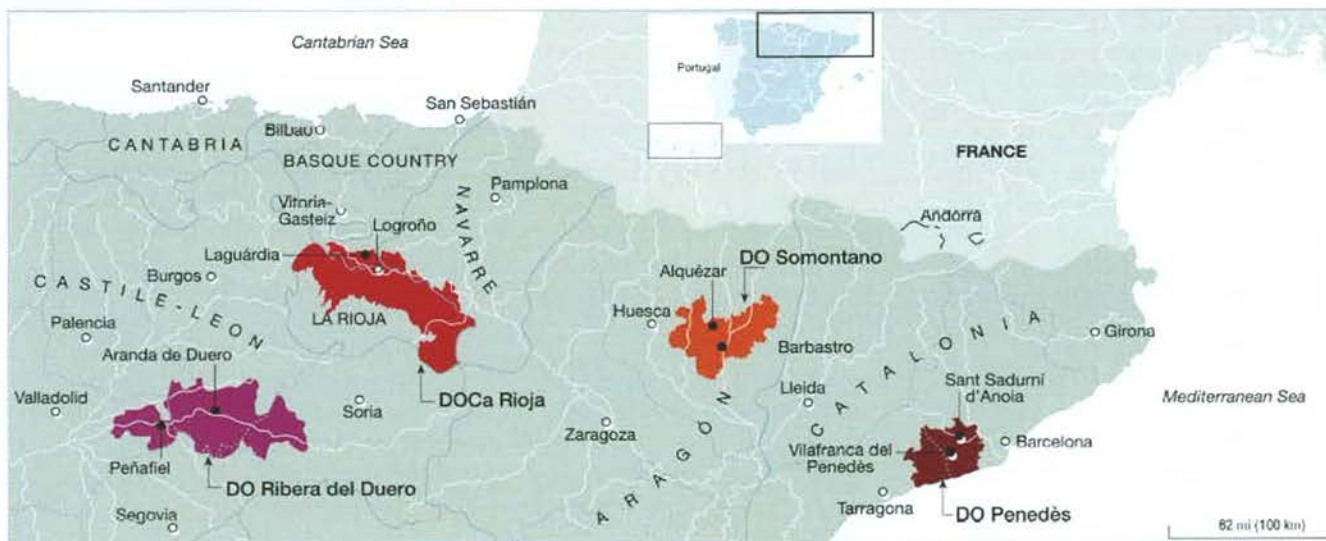 Cantabrian Sea
Portugal
Santander
San Sebastián
Bilbao
CANTABRIA
BASQUE COUNTRY
FRANCE
Pamplona
NAVARRE
Vitoria-
Gasteiz
Logroño
Andorra
Laguárdia
DO Somontano
Alquézar
Burgos
CASTILE-LEON
Huesca
LA RIOJA
Palencia
Girona
Barbastro
CATALONIA
Aranda de Duero
Lleida
Sant Sadurní
d'Anoia
DOCa Rioja
Valladolid
Soria
Mediterranean Sea
Zaragoza
ARAGÓN
Barcelona
Vilafranca del
Penedès
Peñafiel
DO Ribera del Duero
Tarragona
DO Penedès
Segovia
62 mi (100 km)